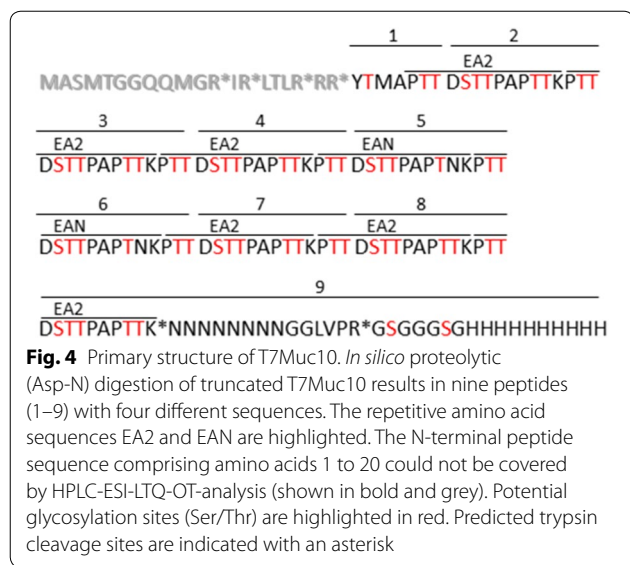 1 2
EA2
MASMTGGQQMGR*IR*LTLR*RR*YTMAPTT DSTTPAPTTKPTT
3 4 5
EA2 EA2 EAN
DSTTPAPTTKPTT DSTTPAPTTKPTT DSTTPAPTNKPTT
6 7 8
EAN EA2 EA2
DSTTPAPTNKPTT DSTTPAPTTKPTT DSTTPAPTTKPTT
9
EA2
DSTTPAPTTK*NNNNNNNNNGGLVPR*GSGGGSGHHHHHHHHHH
Fig. 4 Primary structure of T7Muc10. In silico proteolytic
(Asp-N) digestion of truncated T7Muc10 results in nine peptides
(1–9) with four different sequences. The repetitive amino acid
sequences EA2 and EAN are highlighted. The N-terminal peptide
sequence comprising amino acids 1 to 20 could not be covered
by HPLC-ESI-LTQ-OT-analysis (shown in bold and grey). Potential
glycosylation sites (Ser/Thr) are highlighted in red. Predicted trypsin
cleavage sites are indicated with an asterisk